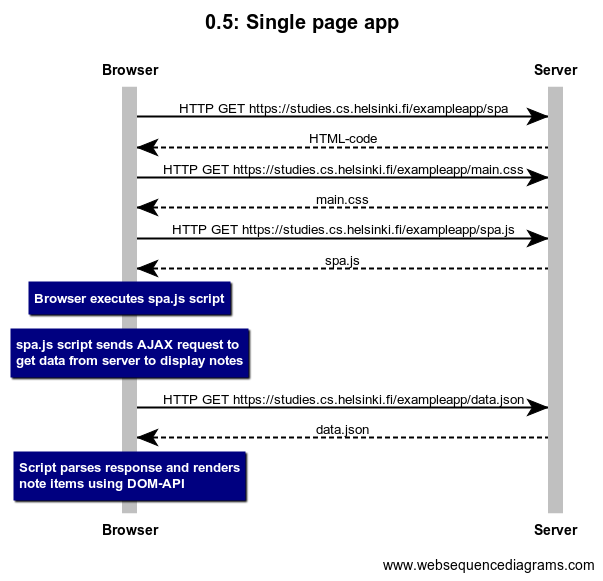 0.5: Single page app
Browser
Server
HTTP GET https://studies.cs.helsinki.fi/exampleapp/spa
HTML-code
HTTP GET https://studies.cs.helsinki.fi/exampleapp/main.css
main.css
HTTP GET https://studies.cs.helsinki.fi/exampleapp/spa.js
spa.js
Browser executes spa.js script
spa.js script sends AJAX request to
get data from server to display notes
HTTP GET https://studies.cs.helsinki.fi/exampleapp/data.json
data.json
Script parses response and renders
note items using DOM-API
Browser
Server
www.websequencediagrams.com